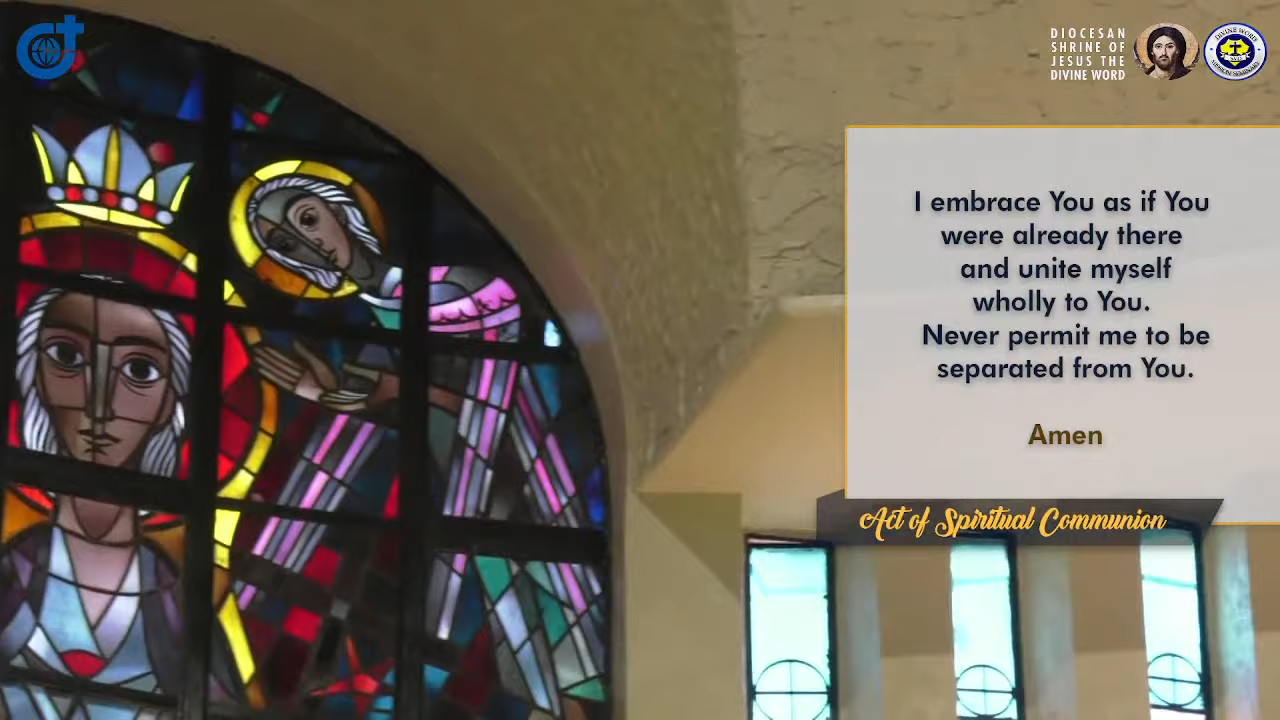 DIOCESAN
SHRINE OF
JESUS THE
DIVINE WORD
I embrace You as if You
were already there
and unite myself
wholly to You.
Never permit me to be
separated from You.
Amen
Act of Spiritual Communion